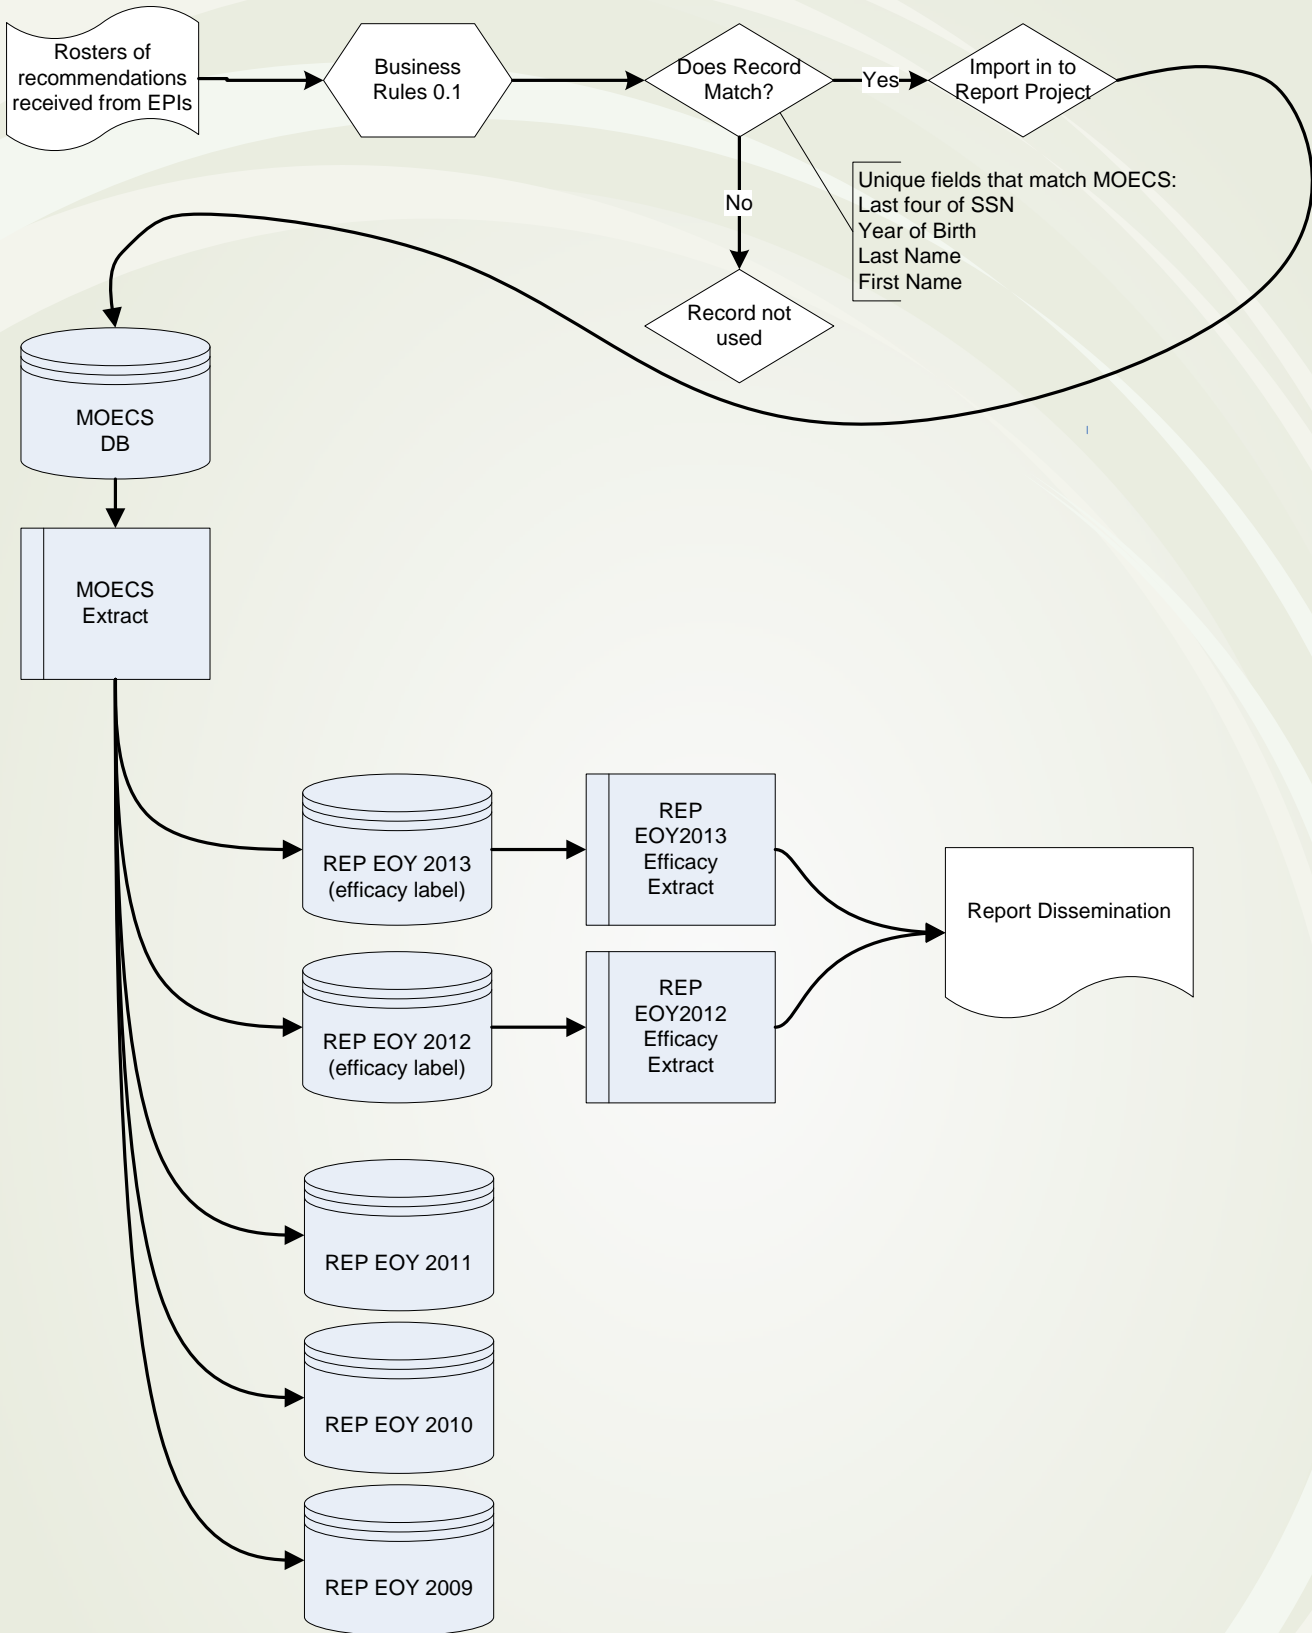 Rosters of
recommendations
received from EPIs
Business
Rules 0.1
Does Record
Match?
Yes
Import in to
Report Project
No
Unique fields that match MOECS:
Last four of SSN
Year of Birth
Last Name
First Name
Record not
used
MOECS
DB
MOECS
Extract
REP EOY 2013
(efficacy label)
REP
EOY2013
Efficacy
Extract
Report Dissemination
REP EOY 2012
(efficacy label)
REP
EOY2012
Efficacy
Extract
REP EOY 2011
REP EOY 2010
REP EOY 2009